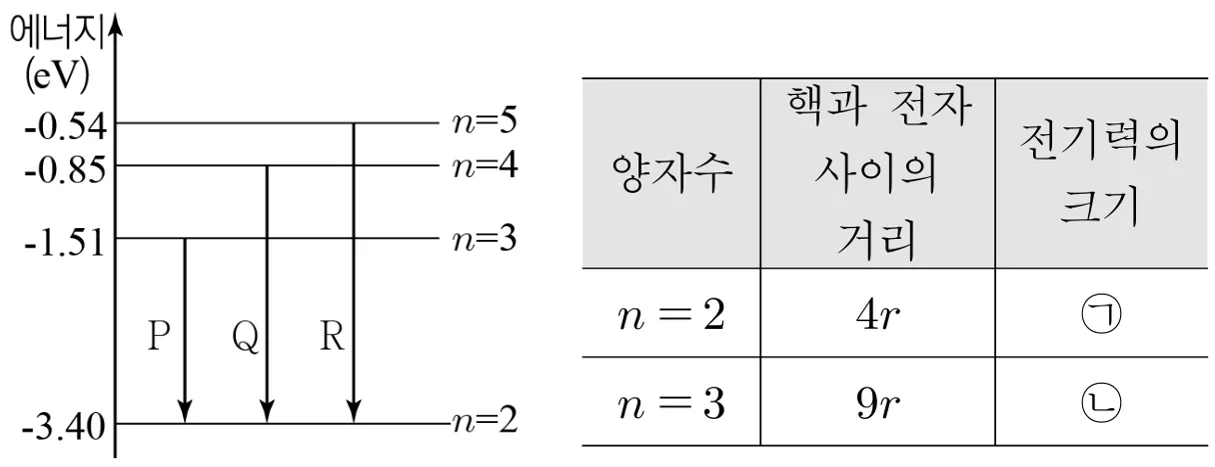 에너지
(eV)
-0.54
n=5
-0.85
n=4
-1.51
n=3
P
Q
R
-3.40
n=2
양자수
핵과 전자
사이의
거리
전기력의
크기
n = 2
4r
㉠
n = 3
9r
㉡